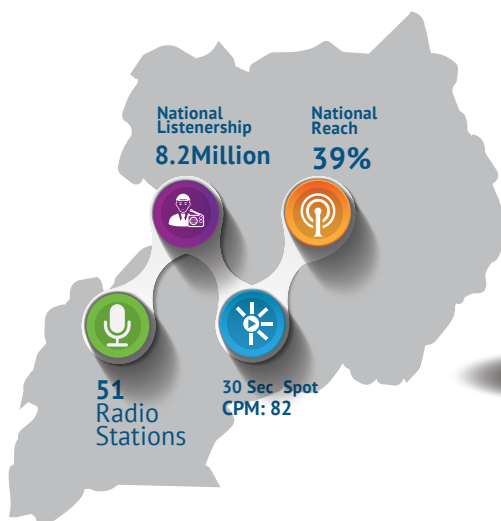 National
Listenership
8.2Million
National
Reach
39%
51
Radio
Stations
30 Sec Spot
CPM: 82